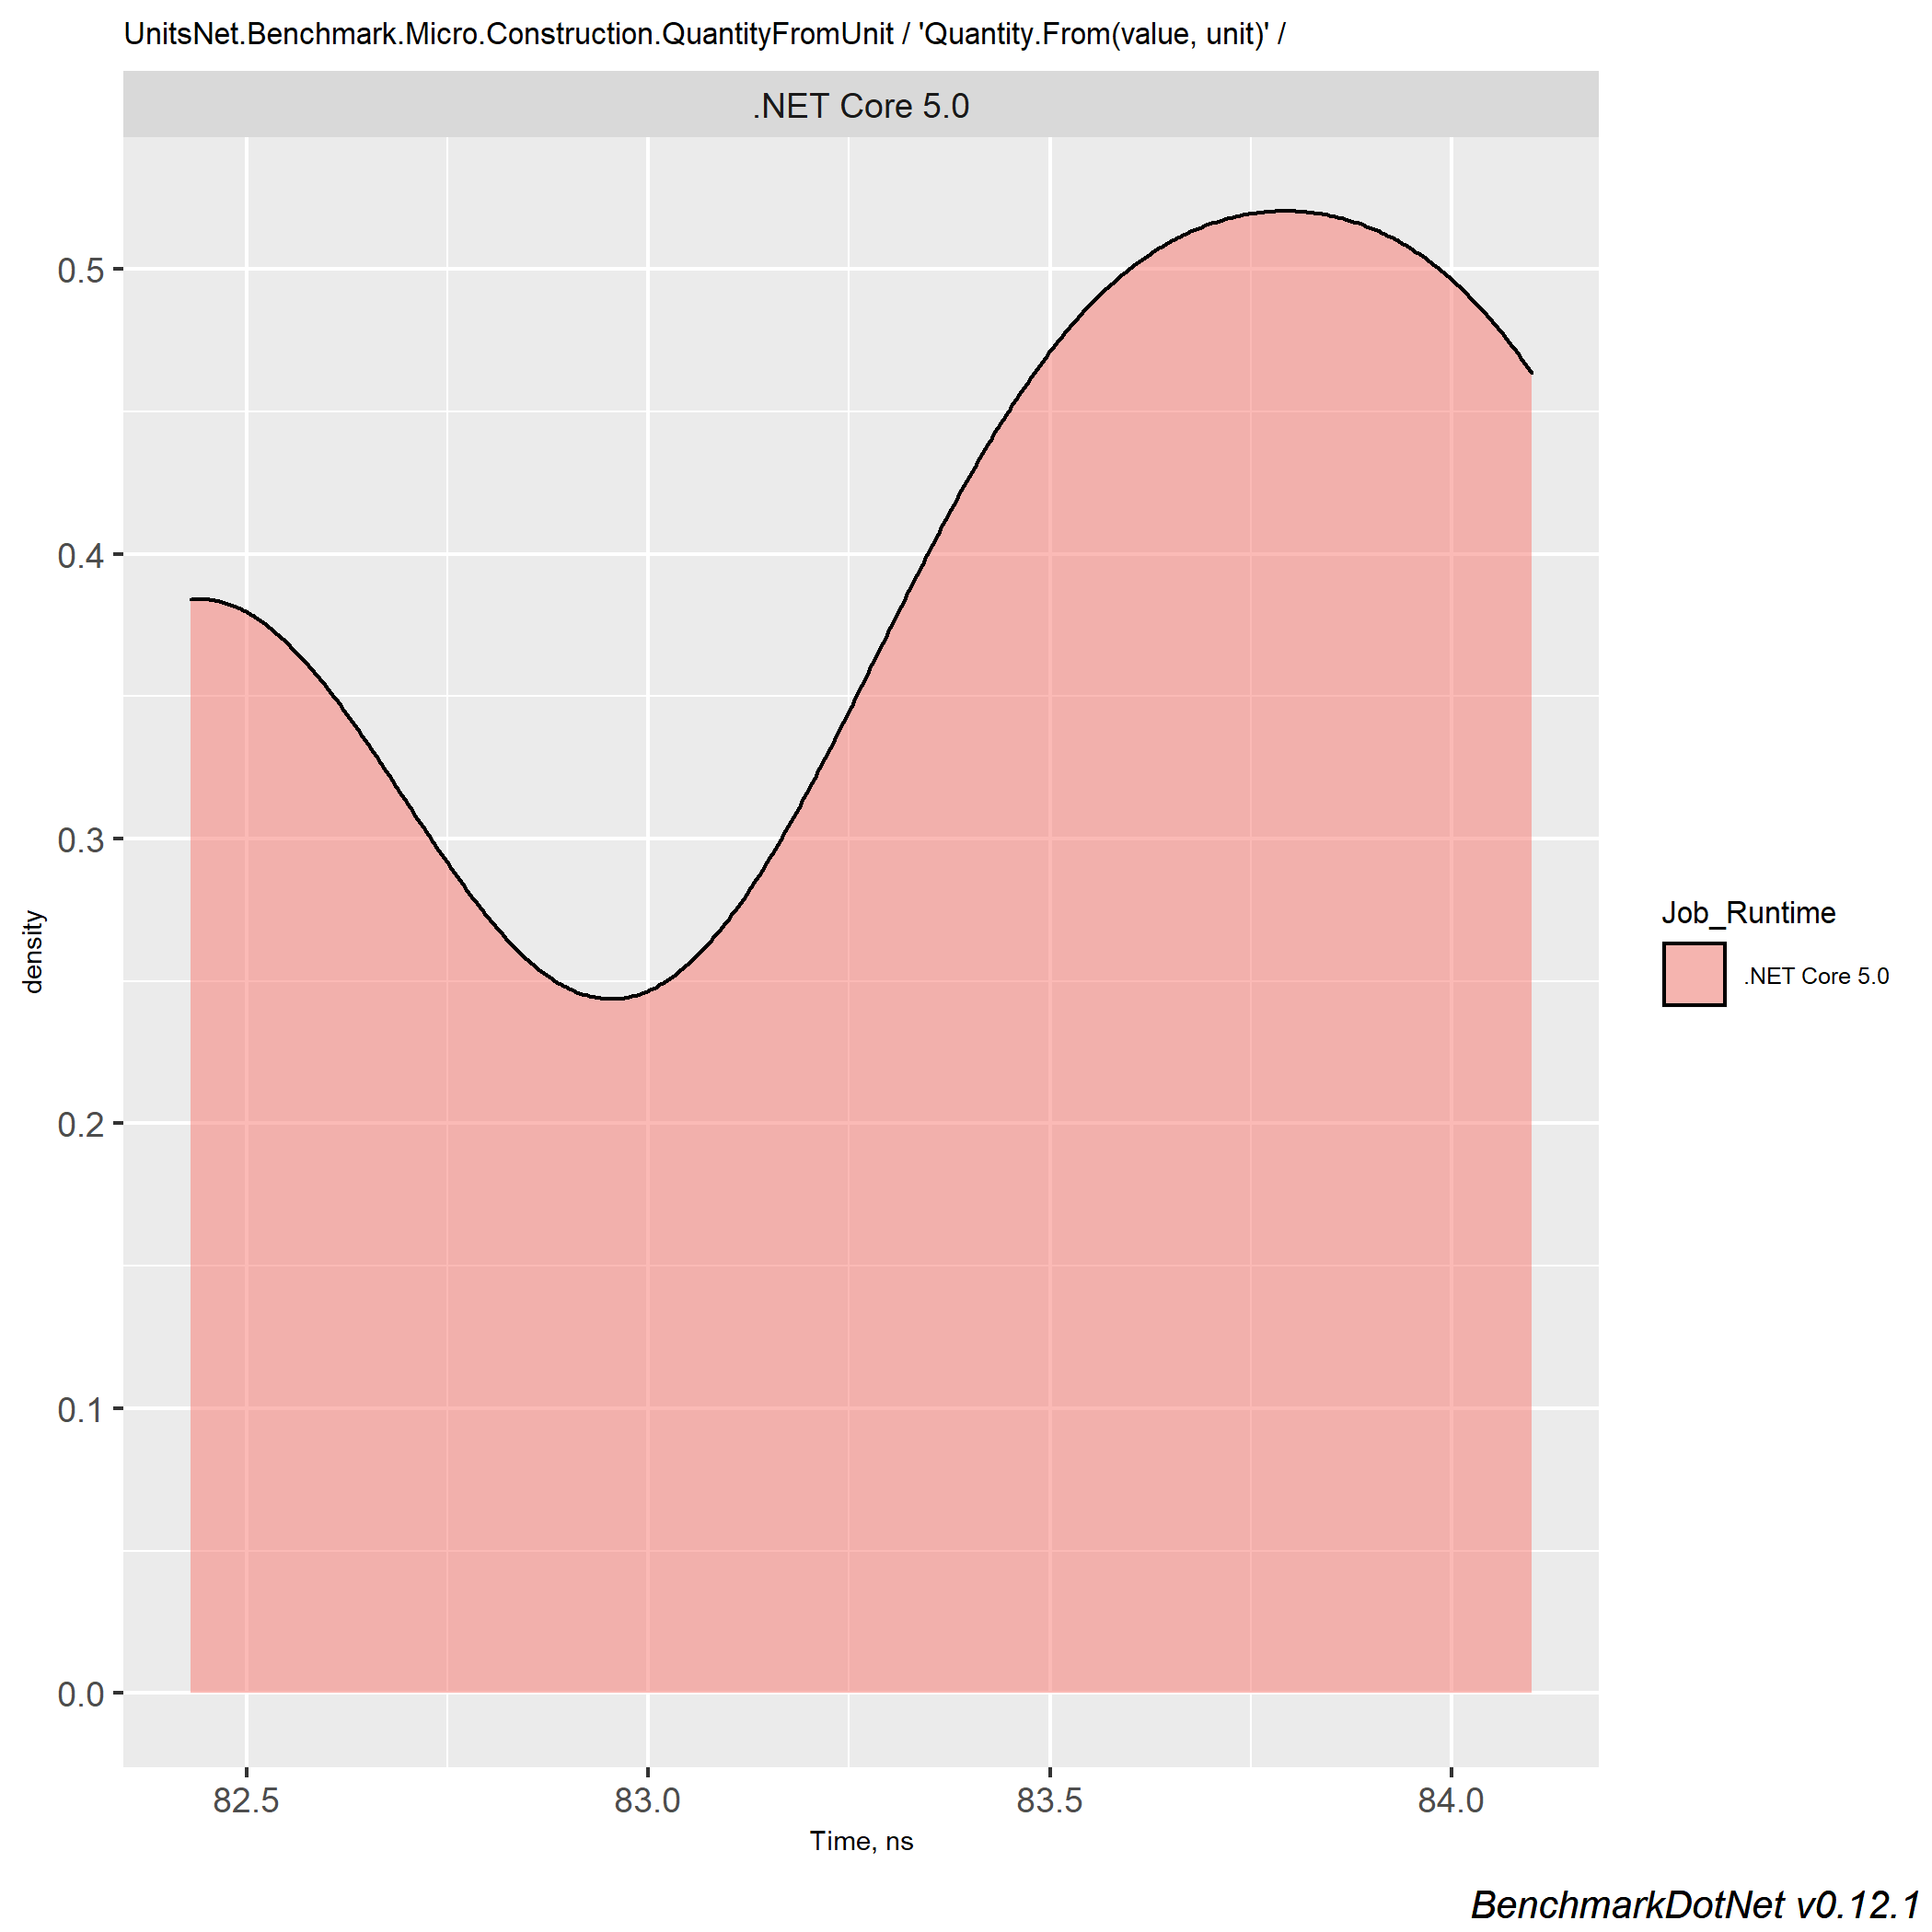 UnitsNet.Benchmark.Micro.Construction.QuantityFromUnit / 'Quantity.From(value, unit)' /
.NET Core 5.0
0.5
0.4
0.3
0.2
0.1
0.0
density
82.5 83.0 83.5 84.0
Time, ns
Job_Runtime
.NET Core 5.0
BenchmarkDotNet v0.12.1